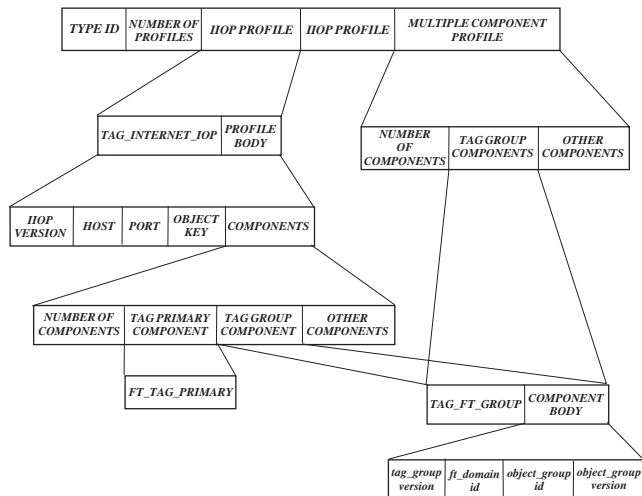 TYPE ID
NUMBER OF
PROFILES
IIOP PROFILE
IIOP PROFILE
MULTIPLE COMPONENT
PROFILE
TAG_INTERNET_IOP
PROFILE
BODY
NUMBER
OF
COMPONENTS
TAG GROUP
COMPONENTS
OTHER
COMPONENTS
IIOP
VERSION
HOST
PORT
OBJECT
KEY
COMPONENTS
NUMBER OF
COMPONENTS
TAG PRIMARY
COMPONENT
TAG GROUP
COMPONENT
OTHER
COMPONENTS
FT_TAG_PRIMARY
TAG_FT_GROUP
COMPONENT
BODY
tag_group
version
ft_domain
id
object_group
id
object_group
version